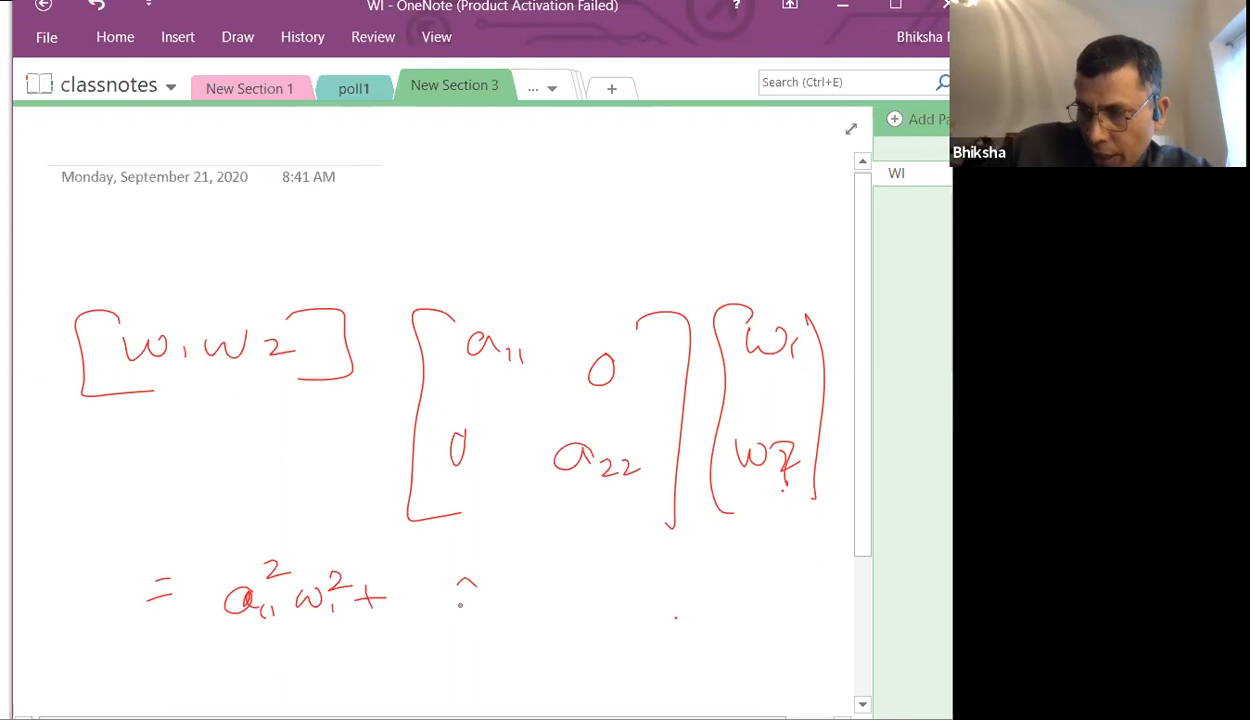 WI - OneNote (Product Activation Failed) ?
File Home Insert Draw History Review View Bhiksha
classnotes New Section 1 poll1 New Section 3 ... + Search (Ctrl+E)
Add Pa
Bhiksha
WI
Monday, September 21, 2020 8:41 AM
[w₁ w2] [a₁₁ 0
0 a₂₂] [w₁
w2]
= a₁₁² w₁² +